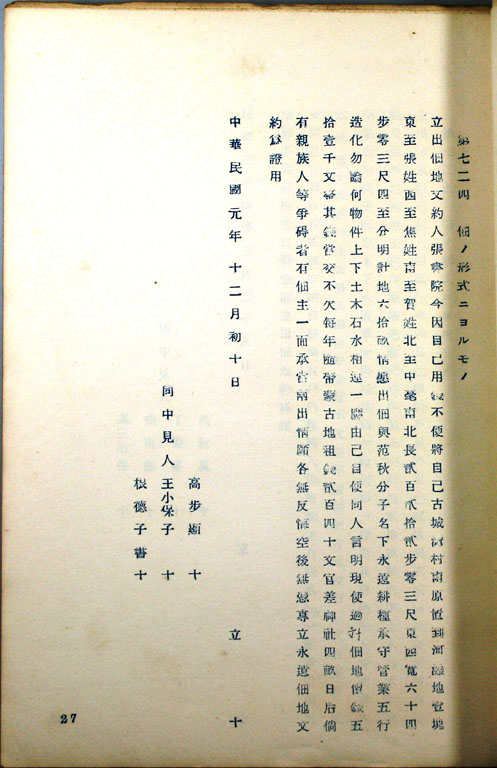 第七二四 佃ノ形式ニヨルモノ
立出佃地文約人張書院今因自己用錢不便將自己古城村南原置到河灘地壹塊
東至張姓西至焦姓南至賀姓北至中毫南北長貳百貳拾貳步零三尺東西寬六十四
步零三尺四至分明計地六拾畝情愿出佃與范秋分子名下永遠耕種承守管業五行
造化勿論何物件上下土木石水相連一應由己自便同人言明現使過佃地價錢五
拾壹千文整其錢當交不欠每年隨帶蒙古地租錢貳百四十文官差神社四畝日后倘
有親族人等爭碍者有佃主一面承當兩出情願各無反悔空後無憑專立永遠佃地文
約為證用
中華民國元年 十二月初十日 立 十
高步 十
同中見人 王小保子 十
根德子書 十
27